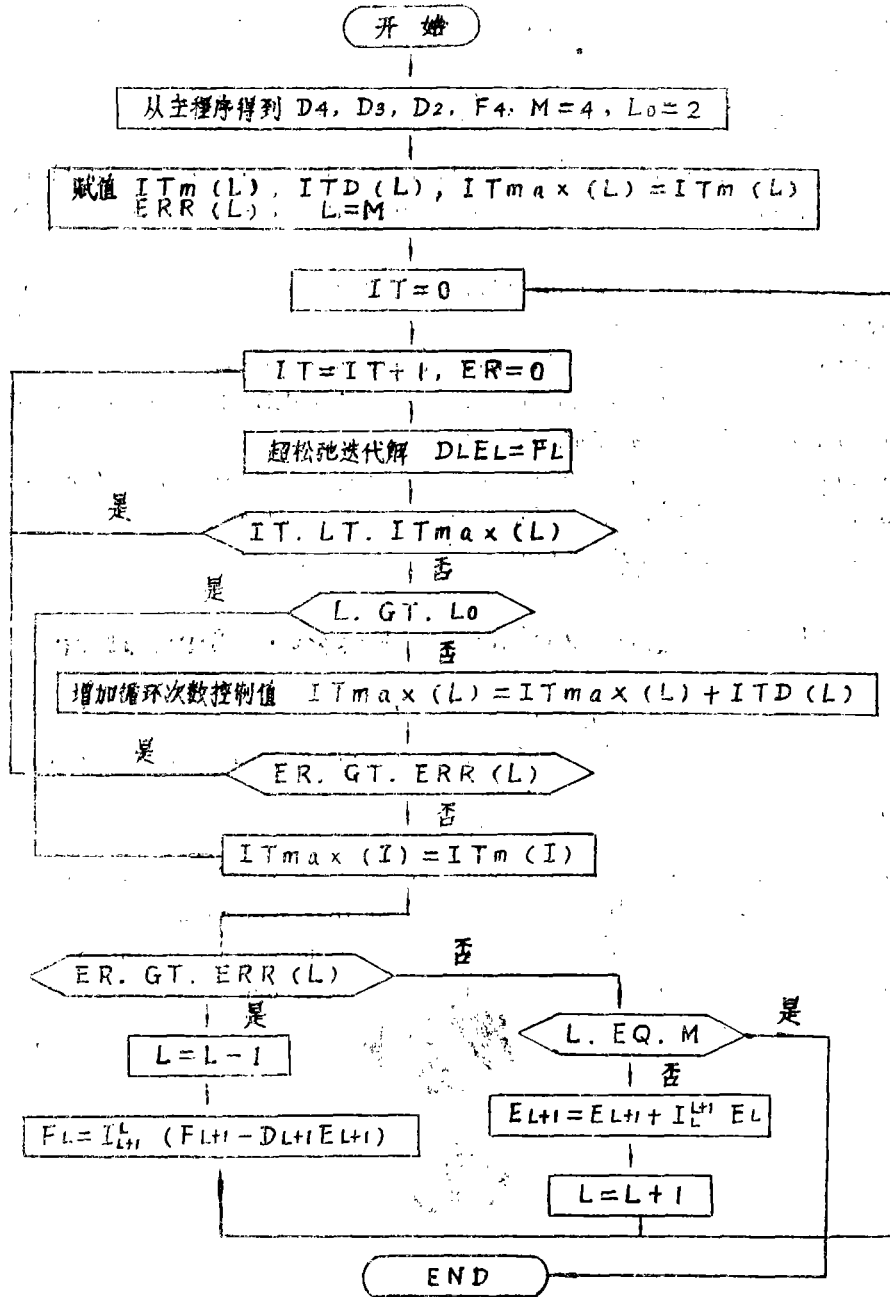 开始
从主程序得到 D4, D3, D2, F4. M=4, L0=2
赋值 ITm(L), ITD(L), ITmax(L)=ITm(L)
ERR(L), L=M
IT=0
IT=IT+1, ER=0
超松弛迭代解 DLEL=FL
是
IT.LT.ITmax(L)
否
是
L.GT.L0
否
增加循环次数控制值 ITmax(L)=ITmax(L)+ITD(L)
是
ER.GT.ERR(L)
否
ITmax(I)=ITm(I)
ER.GT.ERR(L)
否
是
L.EQ.M
是
L=L-1
否
EL+1=EL+1+I_L^{L+1} EL
FL=I_{L+1}^L (FL+1-DL+1EL+1)
L=L+1
END